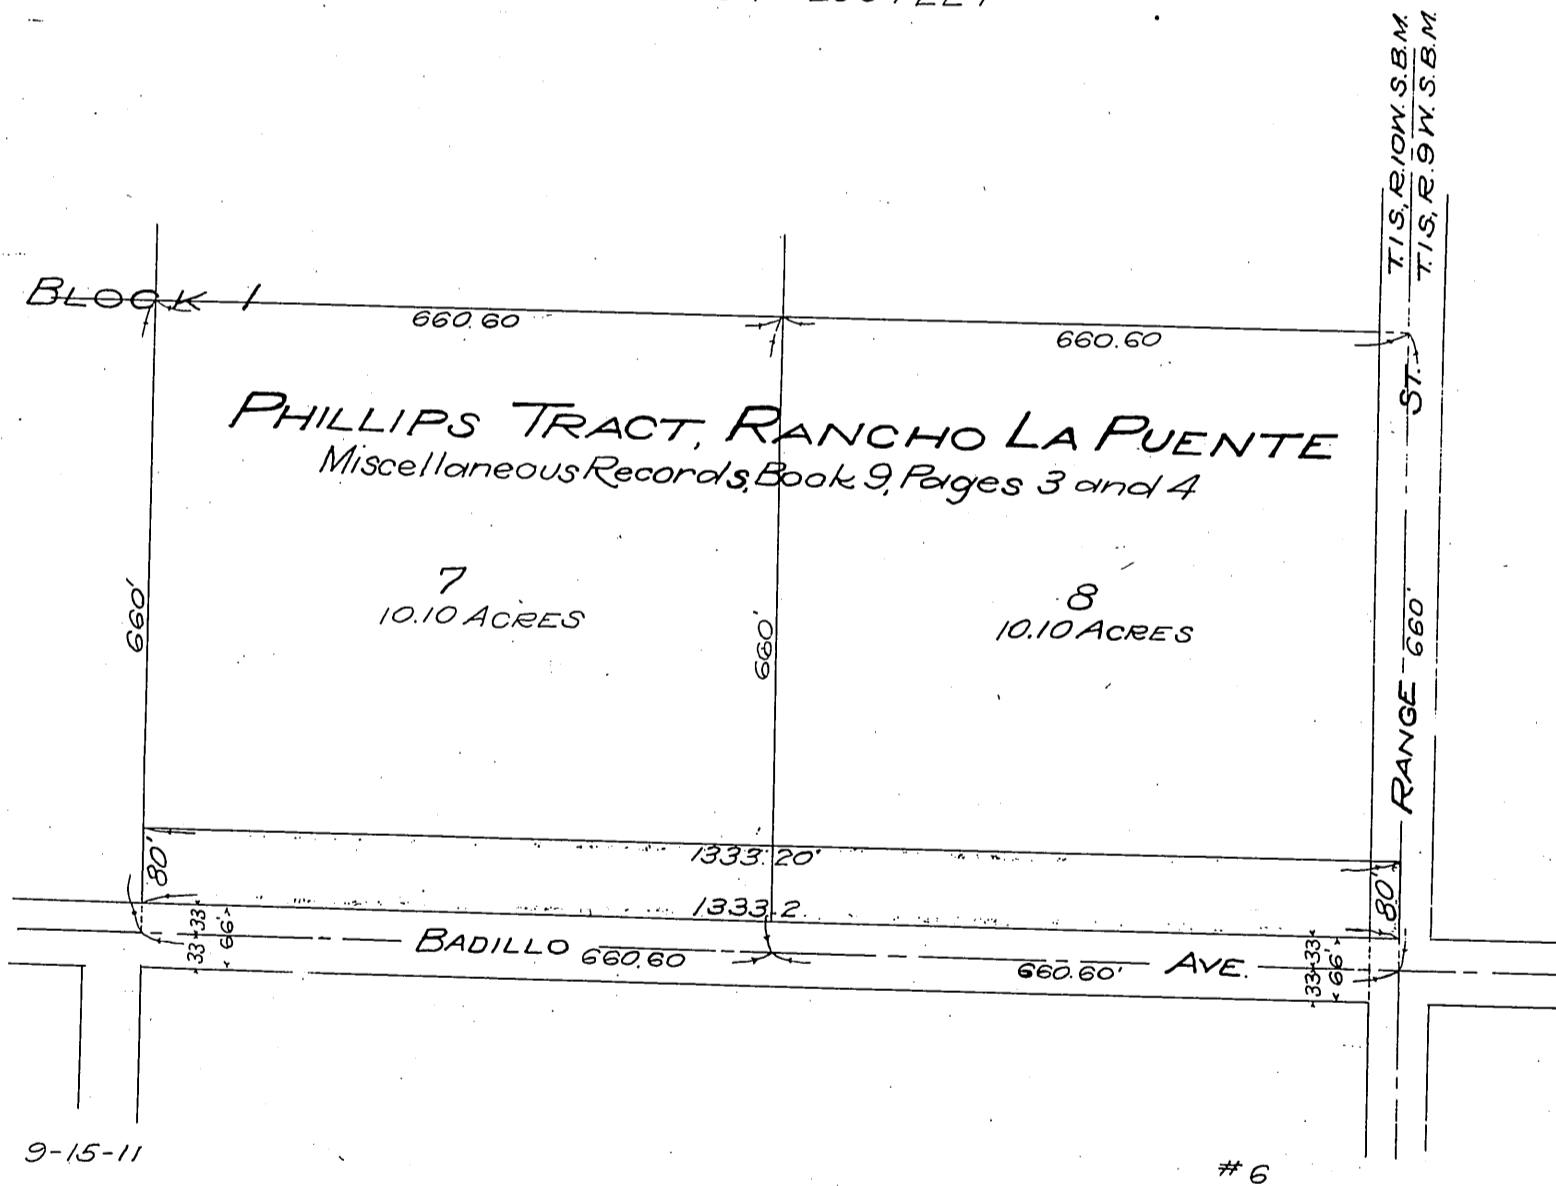 T.1S., R.10W. S.B.M.
T.1S., R.9W. S.B.M.
BLOCK 1
660.60
660.60
ST.
PHILLIPS TRACT, RANCHO LA PUENTE
Miscellaneous Records, Book 9, Pages 3 and 4
7
10.10 ACRES
8
10.10 ACRES
660'
660'
660'
RANGE
1333.20'
80'
80'
1333.2
33 33
66'
BADILLO
660.60
660.60'
AVE.
33 33
66'
9-15-11
#6